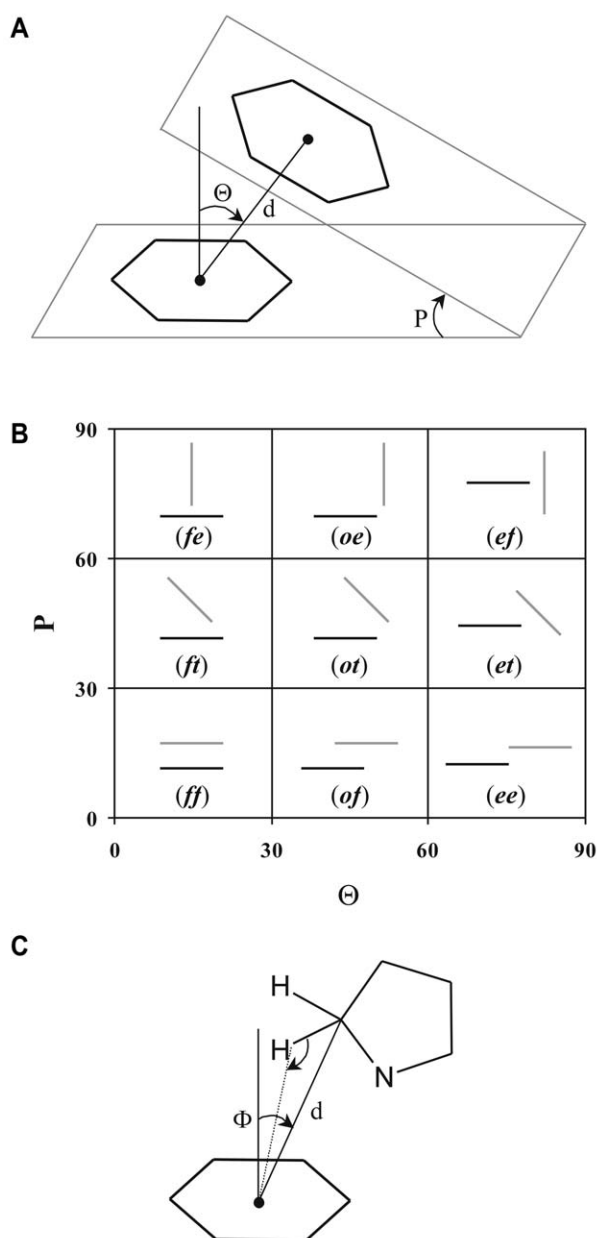 A
Θ
d
P
B
90
(fe) (oe) (ef)
60
P
(ft) (ot) (et)
30
(ff) (of) (ee)
0
0 30 60 90
Θ
C
H
H
N
Φ d